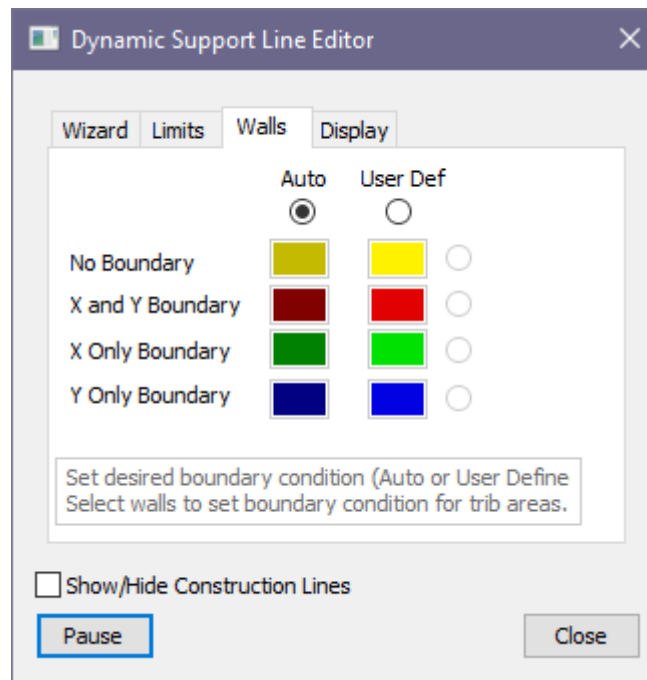 Dynamic Support Line Editor
Wizard Limits Walls Display
Auto User Def
No Boundary
X and Y Boundary
X Only Boundary
Y Only Boundary
Set desired boundary condition (Auto or User Define
Select walls to set boundary condition for trib areas.
Show/Hide Construction Lines
Pause Close